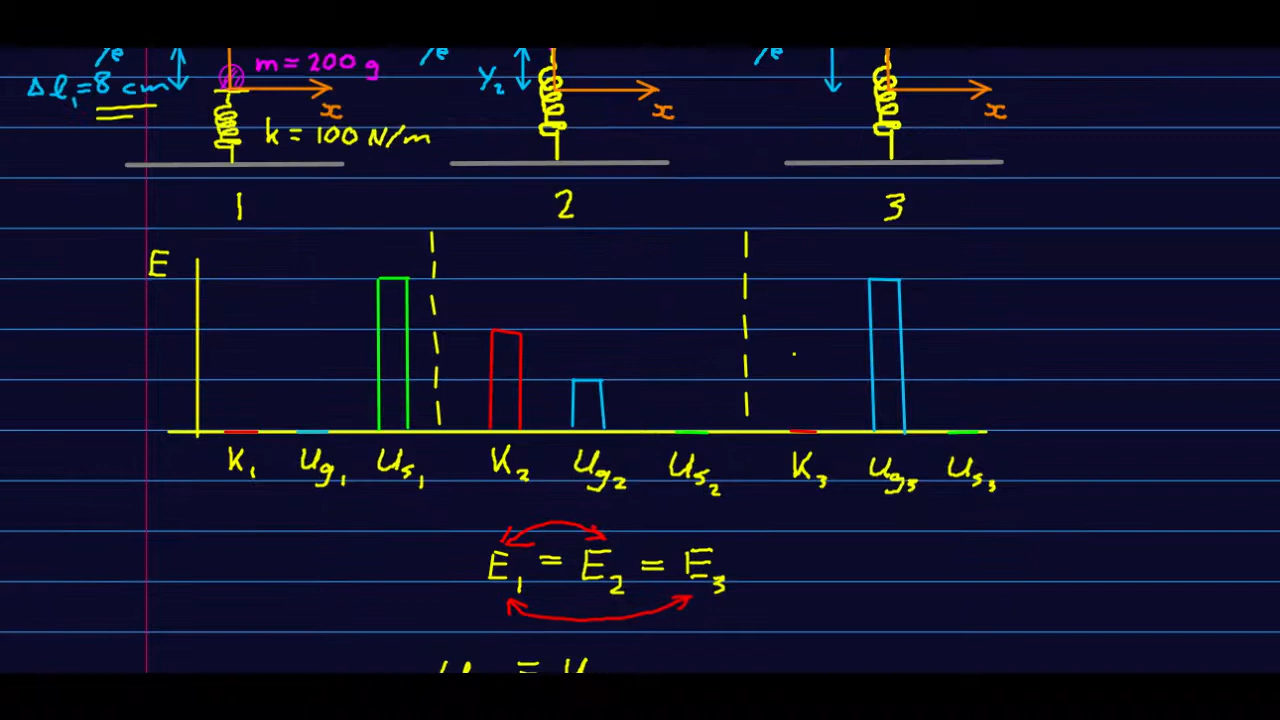 m = 200 g
Δl₁ = 8 cm
Y₂
x
x
x
k = 100 N/m
1 2 3
E
K₁ Ug₁ Us₁ K₂ Ug₂ Us₂ K₃ Ug₃ Us₃
E₁ = E₂ = E₃